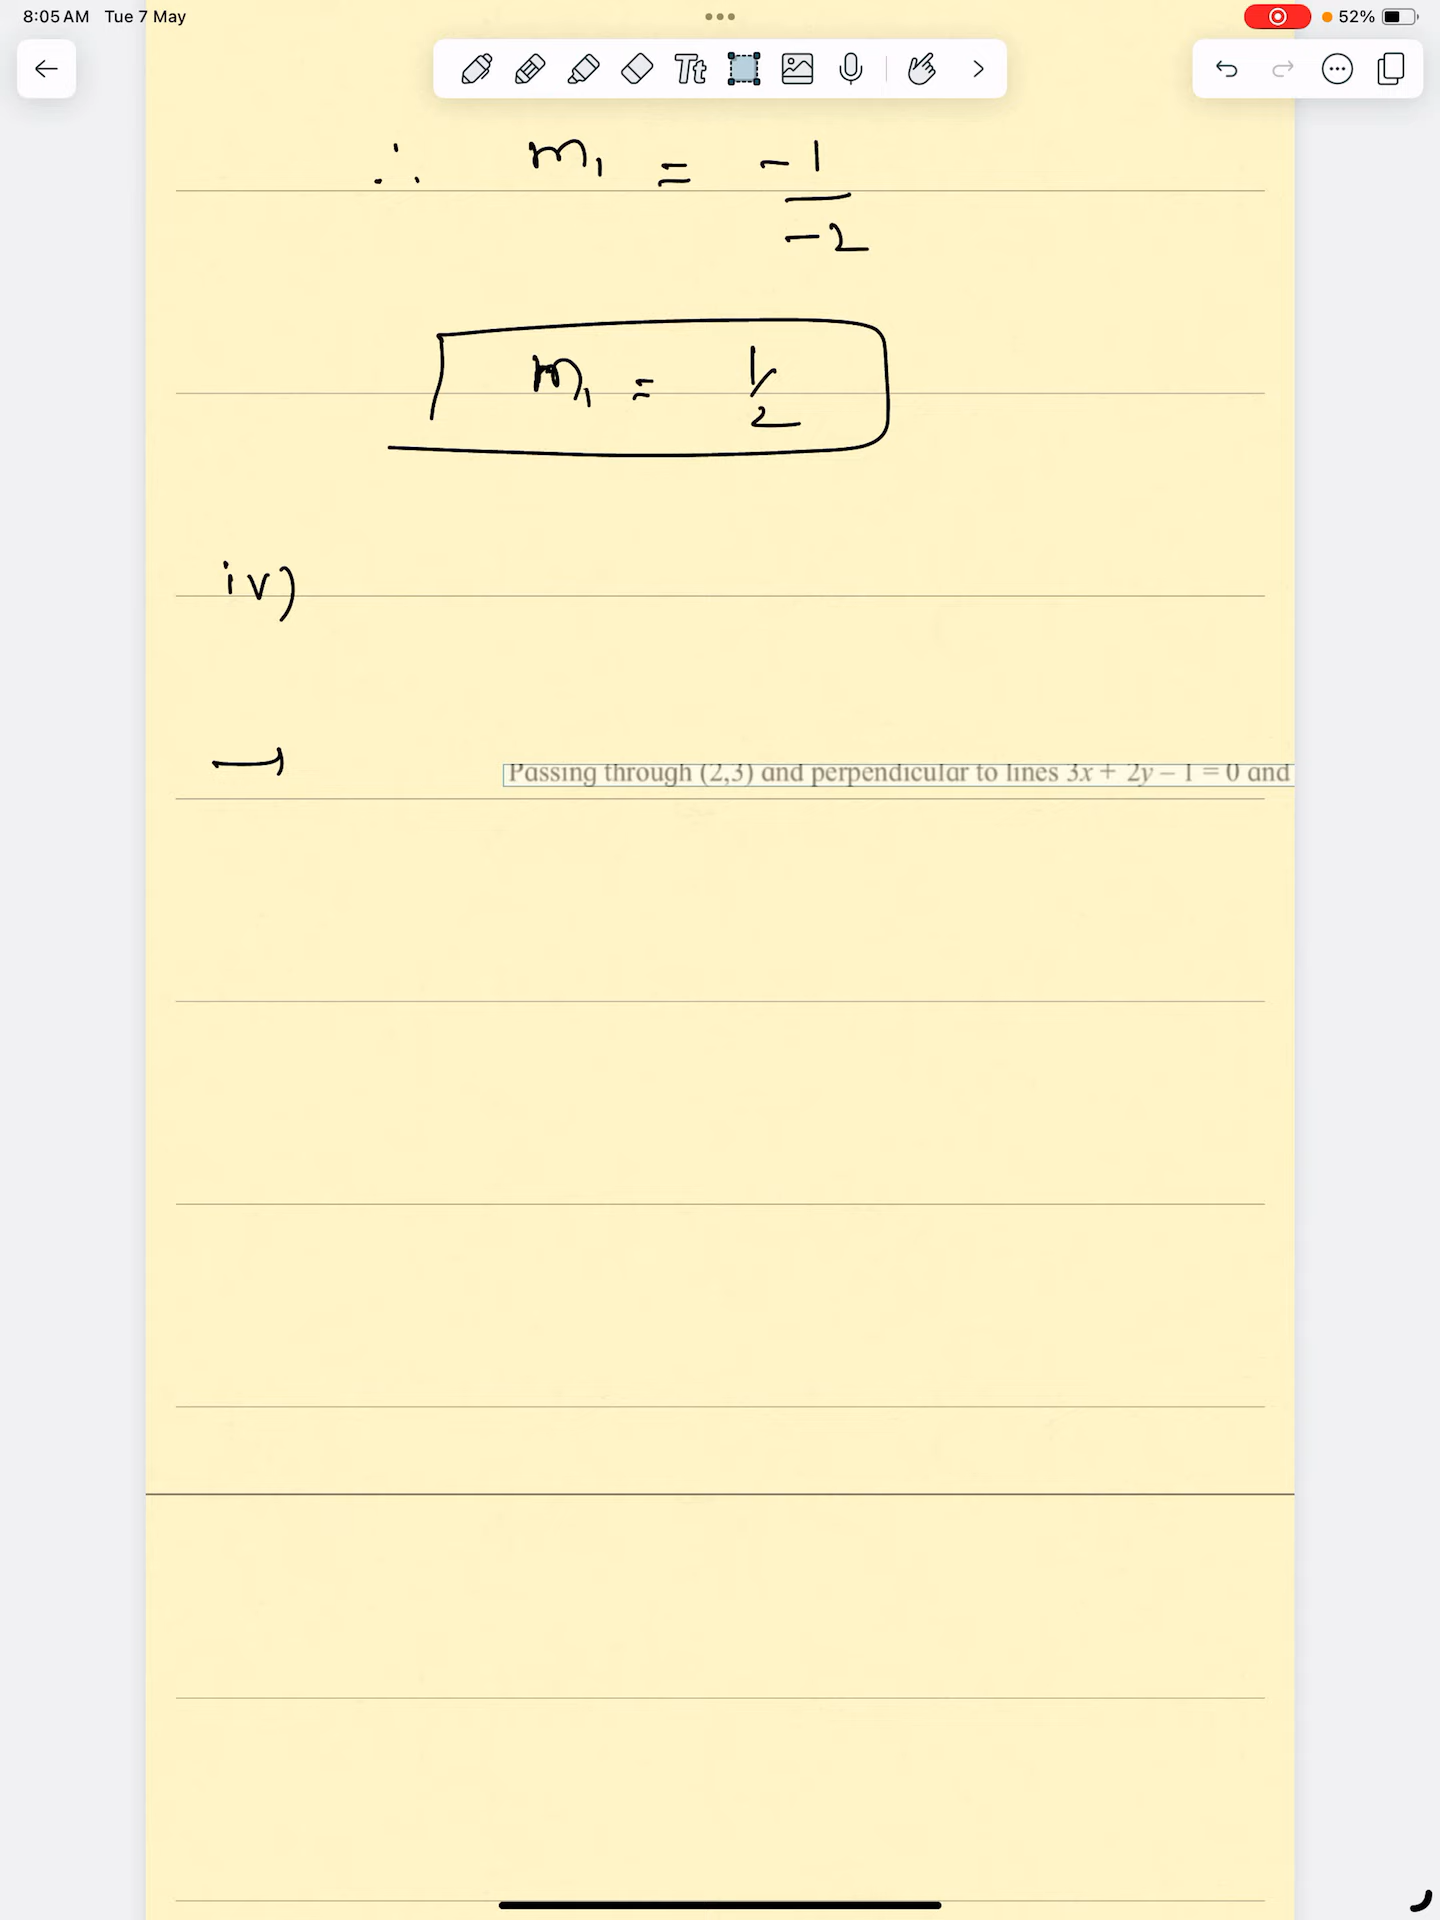 8:05 AM Tue 7 May
52%
Tt
∴ m₁ = -1
-2
m₁ = 1/2
iv)
Passing through (2,3) and perpendicular to lines 3x + 2y – 1 = 0 and